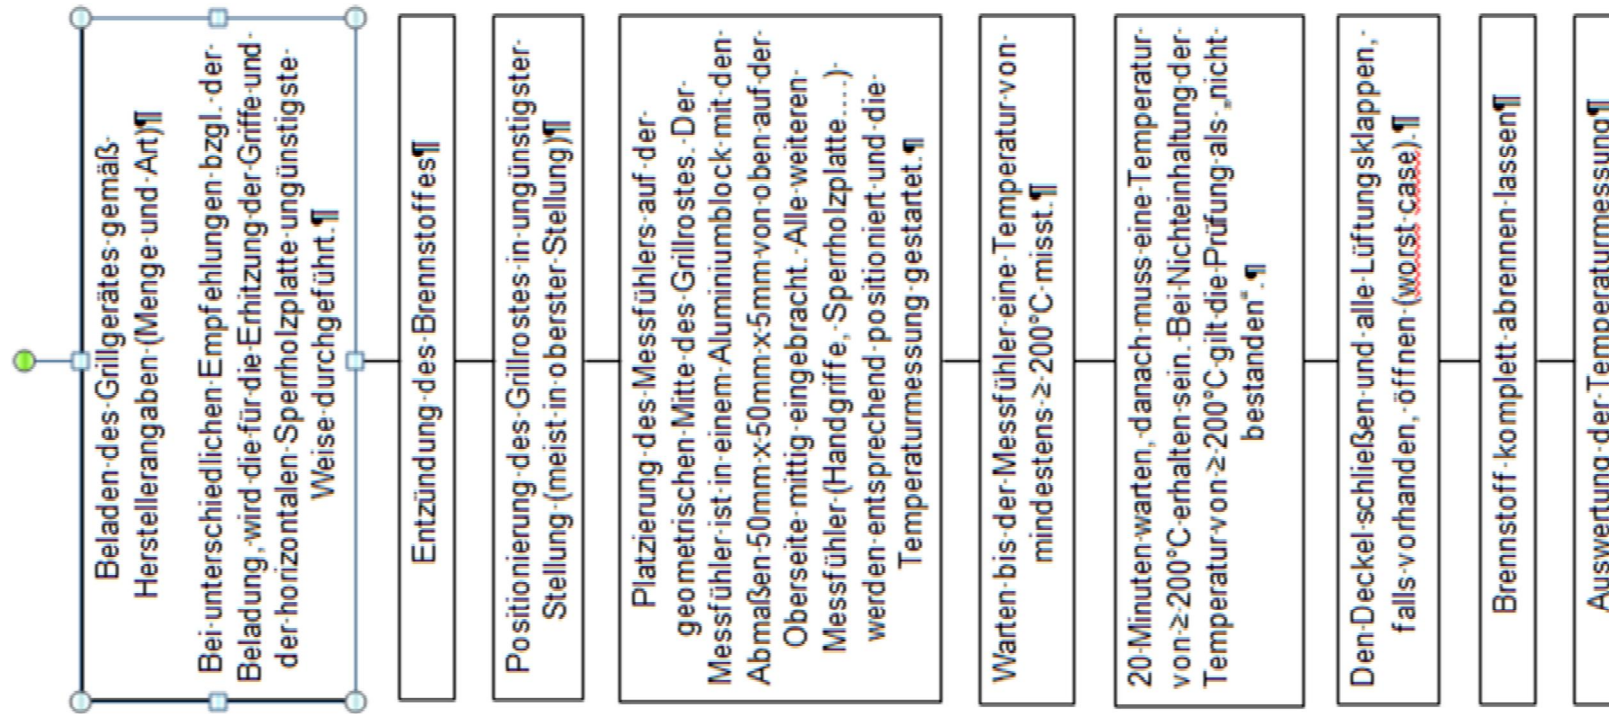 Beladen des Grillgerätes gemäß
Herstellerangaben (Menge und Art)¶
Bei unterschiedlichen Empfehlungen bzgl. der
Beladung, wird die für die Erhitzung der Griffe und
der horizontalen Sperrholzplatte ungünstigste
Weise durchgeführt.¶
Entzündung des Brennstoffes¶
Positionierung des Grillrostes in ungünstigster
Stellung (meist in oberster Stellung)¶
Platzierung des Messfühlers auf der
geometrischen Mitte des Grillrostes. Der
Messfühler ist in einem Aluminiumblock mit den
Abmaßen 50mm x 50mm x 5mm von oben auf der
Oberseite mittig eingebracht. Alle weiteren
Messfühler (Handgriffe, Sperrholzplatte....)
werden entsprechend positioniert und die
Temperaturmessung gestartet.¶
Warten bis der Messfühler eine Temperatur von
mindestens ≥ 200°C misst.¶
20 Minuten warten, danach muss eine Temperatur
von ≥ 200°C erhalten sein. Bei Nichteinhaltung der
Temperatur von ≥ 200°C gilt die Prüfung als „nicht
bestanden“.¶
Den Deckel schließen und alle Lüftungsklappen,
falls vorhanden, öffnen (worst case).¶
Brennstoff komplett abrennen lassen¶
Auswertung der Temperaturmessung¶